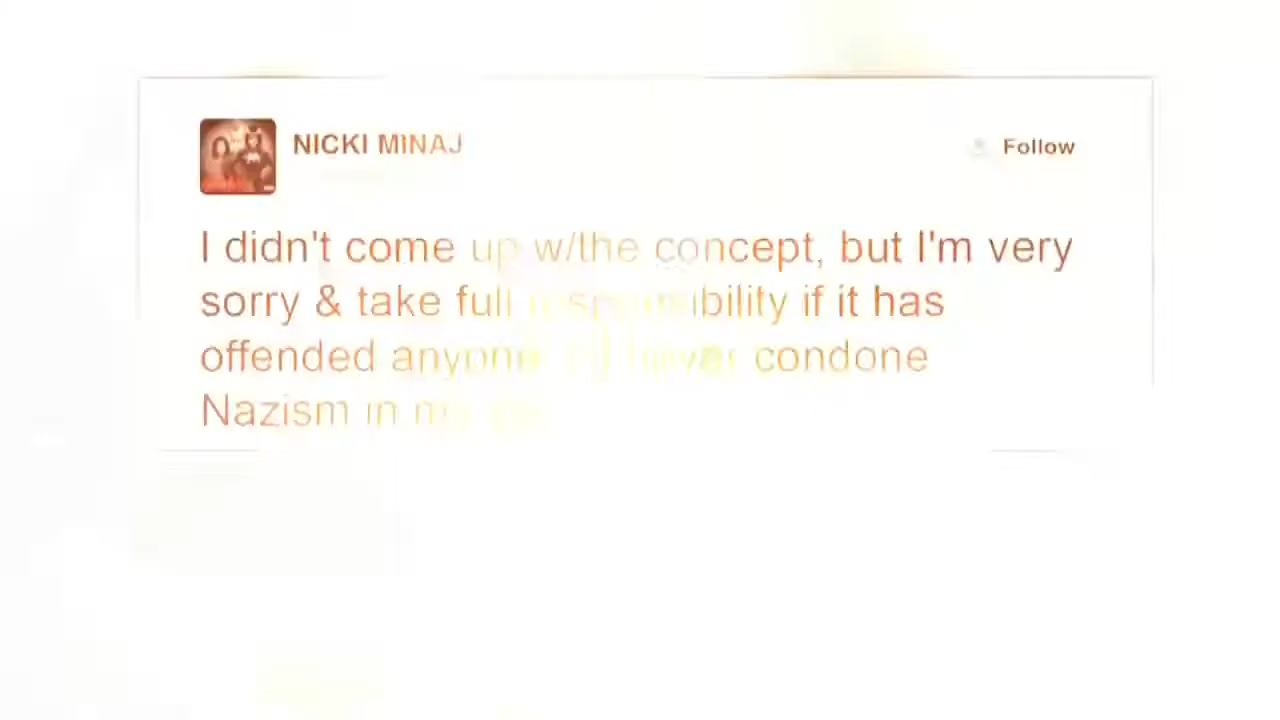 NICKI MINAJ
Follow
I didn't come up w/the concept, but I'm very
sorry & take full responsibility if it has
offended anyone. I'd never condone
Nazism in my